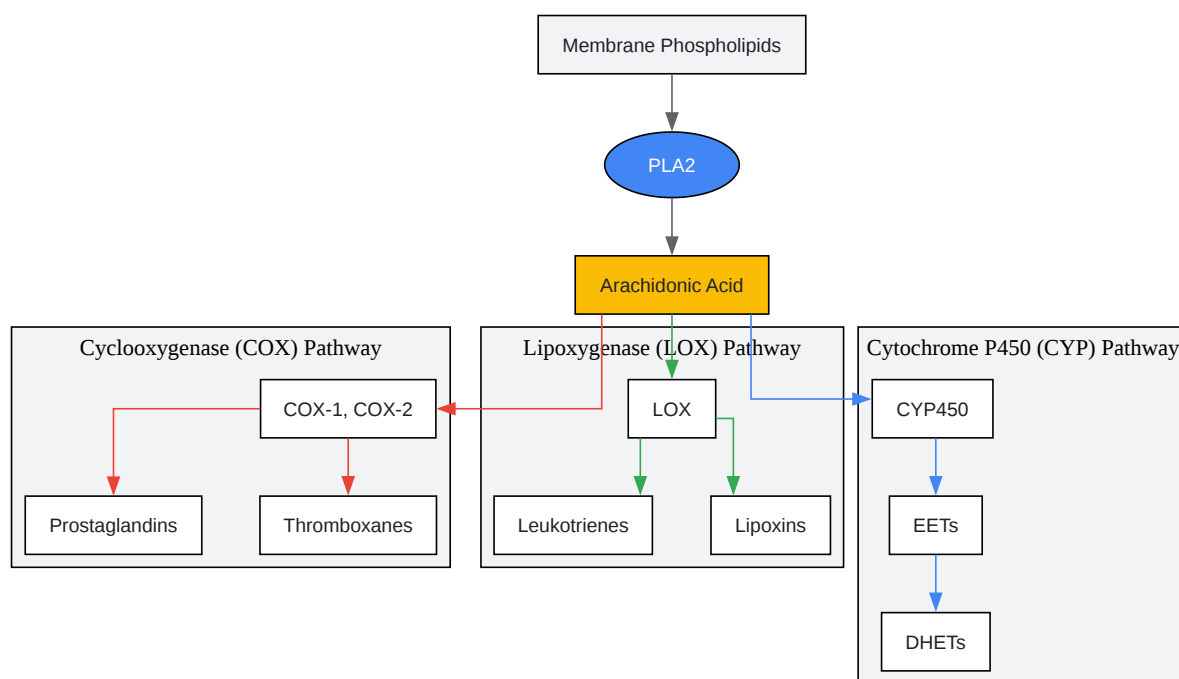 Membrane Phospholipids
PLA2
Arachidonic Acid
Cyclooxygenase (COX) Pathway
Lipoxygenase (LOX) Pathway
Cytochrome P450 (CYP) Pathway
COX-1, COX-2
LOX
CYP450
Prostaglandins
Thromboxanes
Leukotrienes
Lipoxins
EETs
DHETs